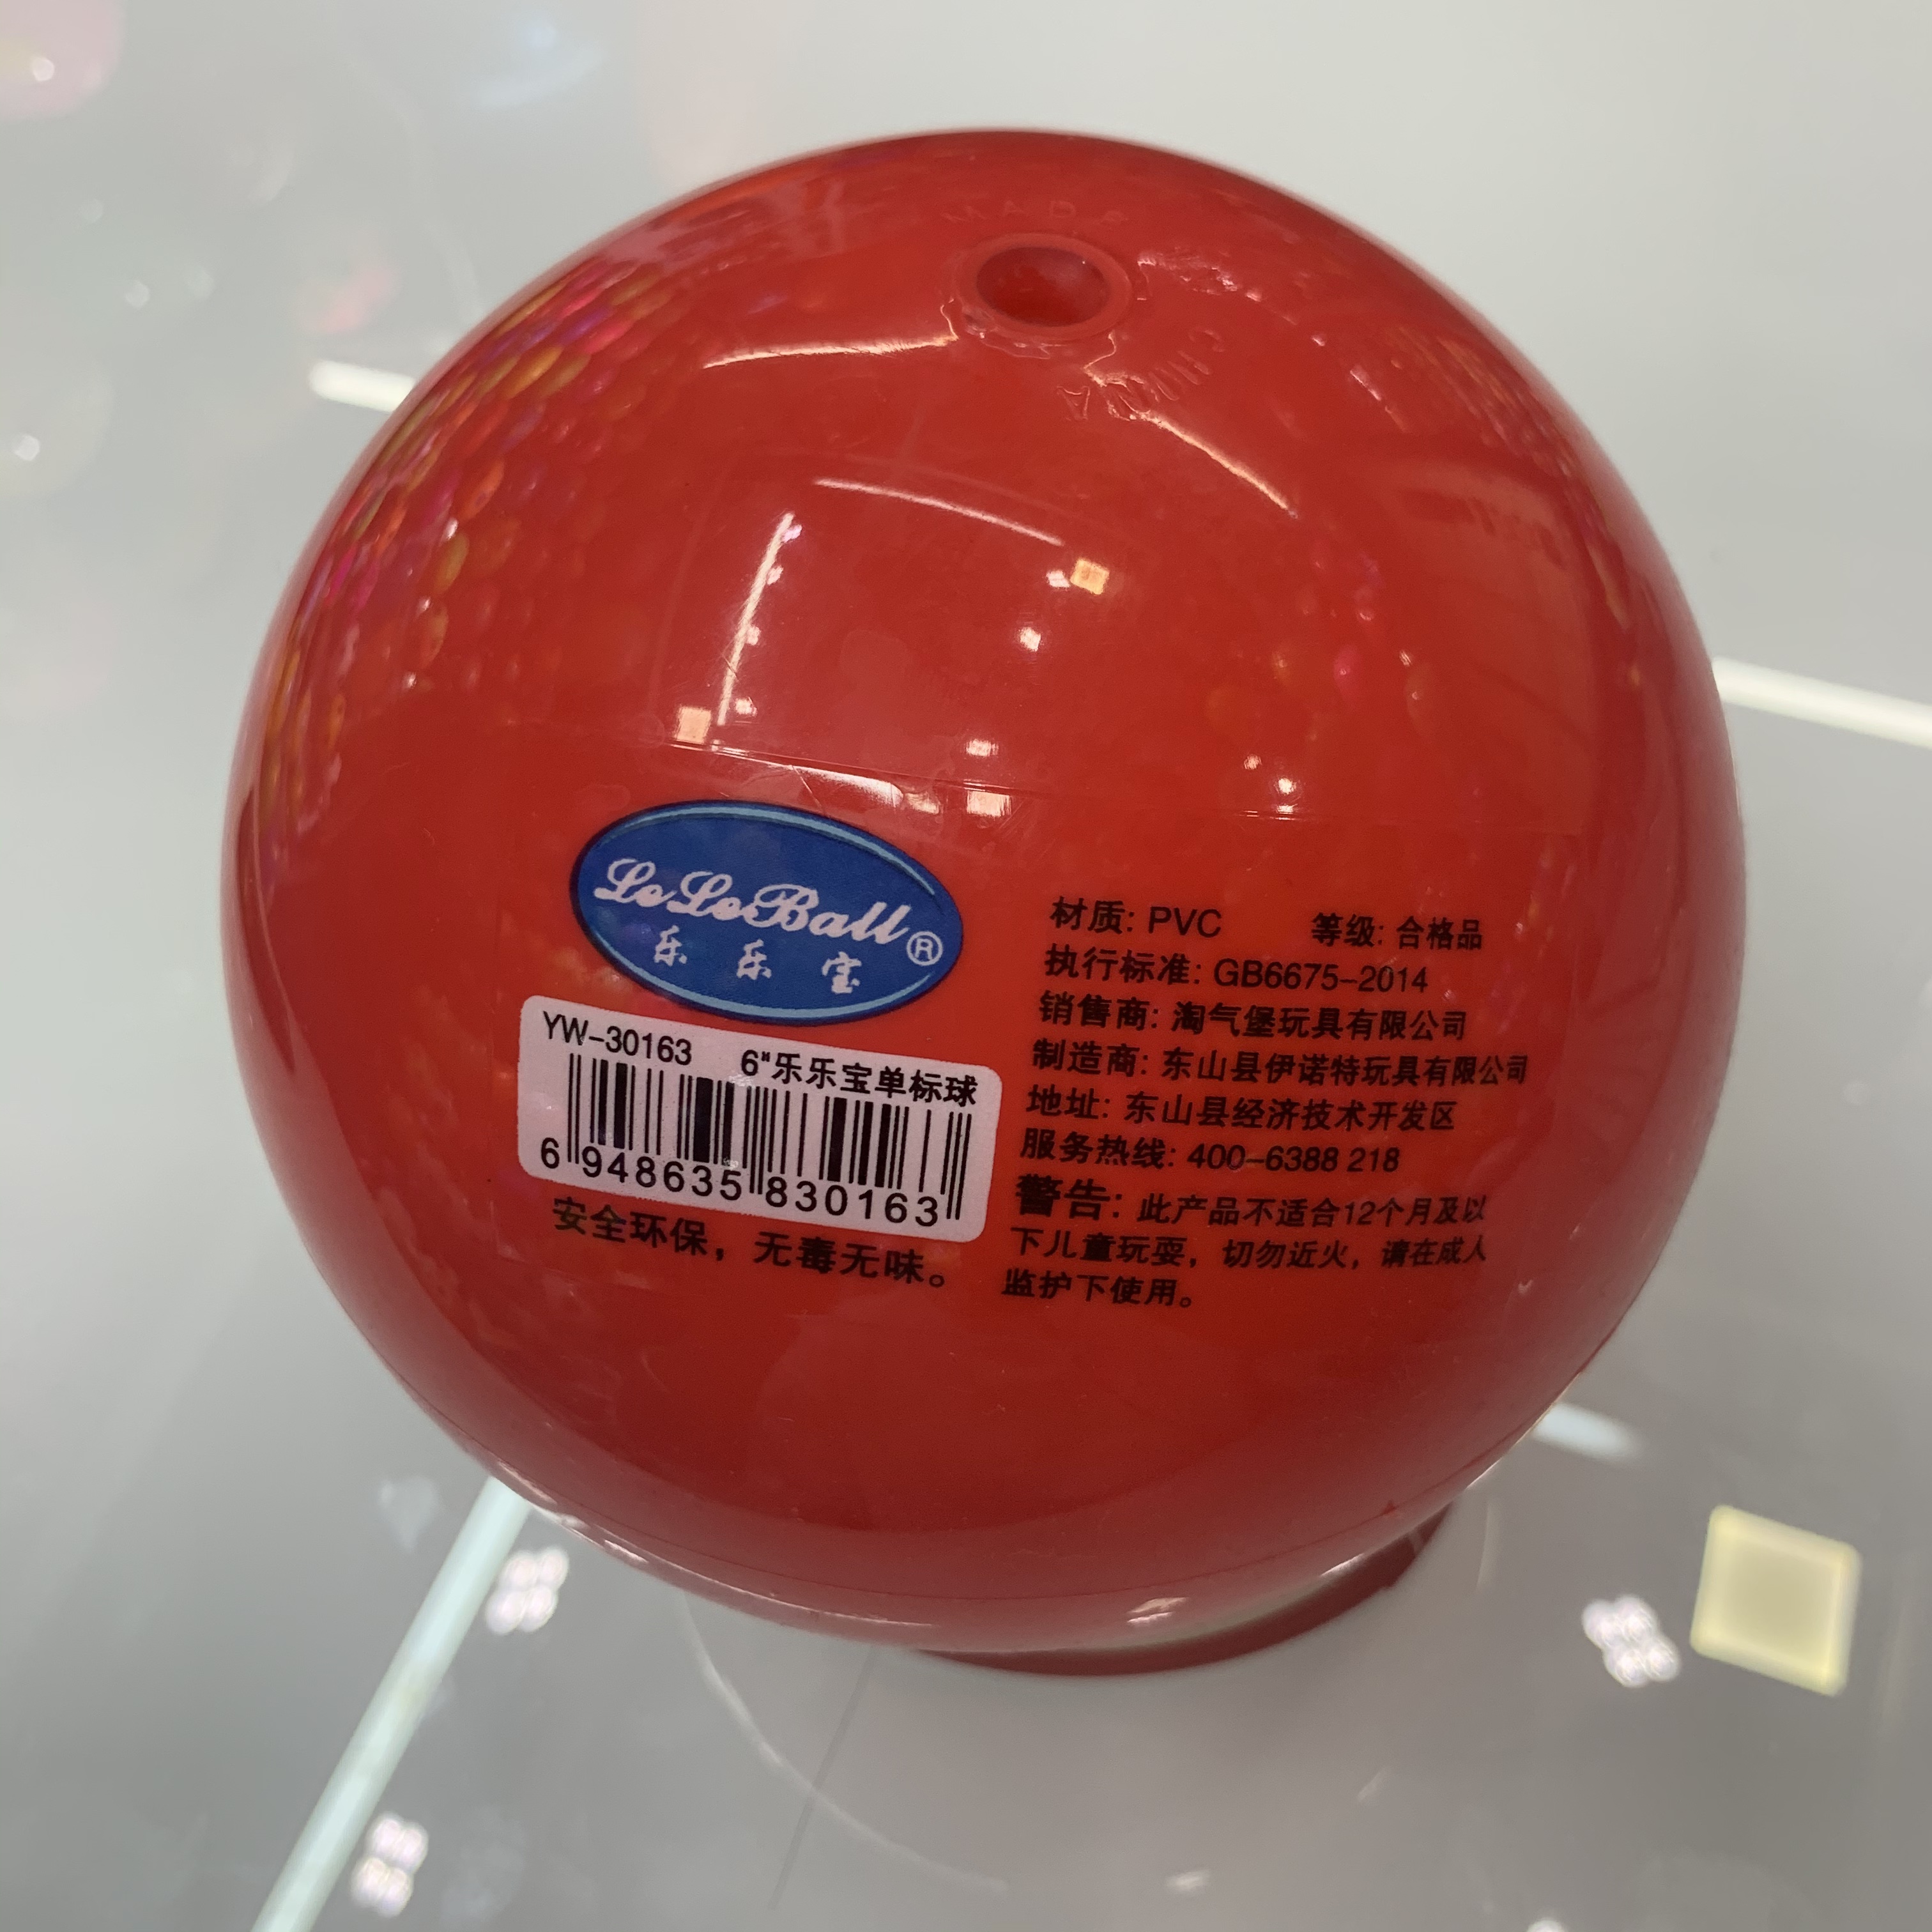 MADE
CHINA
LeLeBall®
乐乐宝
YW-30163 6"乐乐宝单标球
6 948635 830163
安全环保，无毒无味。
材质: PVC 等级: 合格品
执行标准: GB6675-2014
销售商: 淘气堡玩具有限公司
制造商: 东山县伊诺特玩具有限公司
地址: 东山县经济技术开发区
服务热线: 400-6388 218
警告: 此产品不适合12个月及以
下儿童玩耍，切勿近火，请在成人
监护下使用。